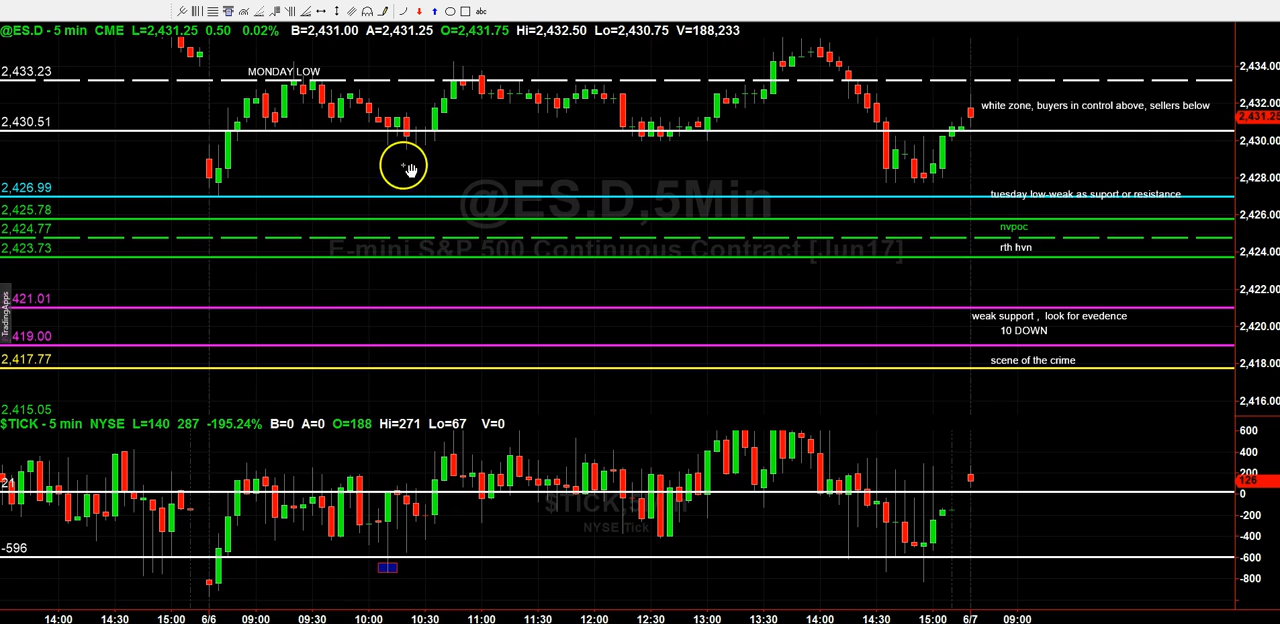 abc
@ES.D - 5 min CME L=2,431.25 0.50 0.02% B=2,431.00 A=2,431.25 O=2,431.75 Hi=2,432.50 Lo=2,430.75 V=188,233
2,433.23
MONDAY LOW
2,434.00
white zone, buyers in control above, sellers below
2,432.00
2,431.25
2,430.51
2,430.00
2,428.00
2,426.99
tuesday low-weak as suport or resistance
@ES.D,5Min
2,426.00
2,425.78
2,424.77
nvpoc
2,423.73
E-mini S&P 500 Continuous Contract [Jun17]
rth hvn
2,424.00
2,422.00
TradingApps
421.01
weak support , look for evedence
2,420.00
10 DOWN
419.00
2,417.77
scene of the crime
2,418.00
2,416.00
2,415.05
$TICK - 5 min NYSE L=140 287 -195.24% B=0 A=0 O=188 Hi=271 Lo=67 V=0
600
400
200
126
21
0
-200
NYSE Tick
-400
-596
-600
-800
14:00 14:30 15:00 6/6 09:00 09:30 10:00 10:30 11:00 11:30 12:00 12:30 13:00 13:30 14:00 14:30 15:00 6/7 09:00